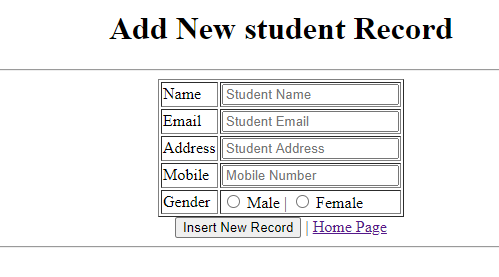 Add New student Record
Name Student Name
Email Student Email
Address Student Address
Mobile Mobile Number
Gender Male | Female
Insert New Record | Home Page